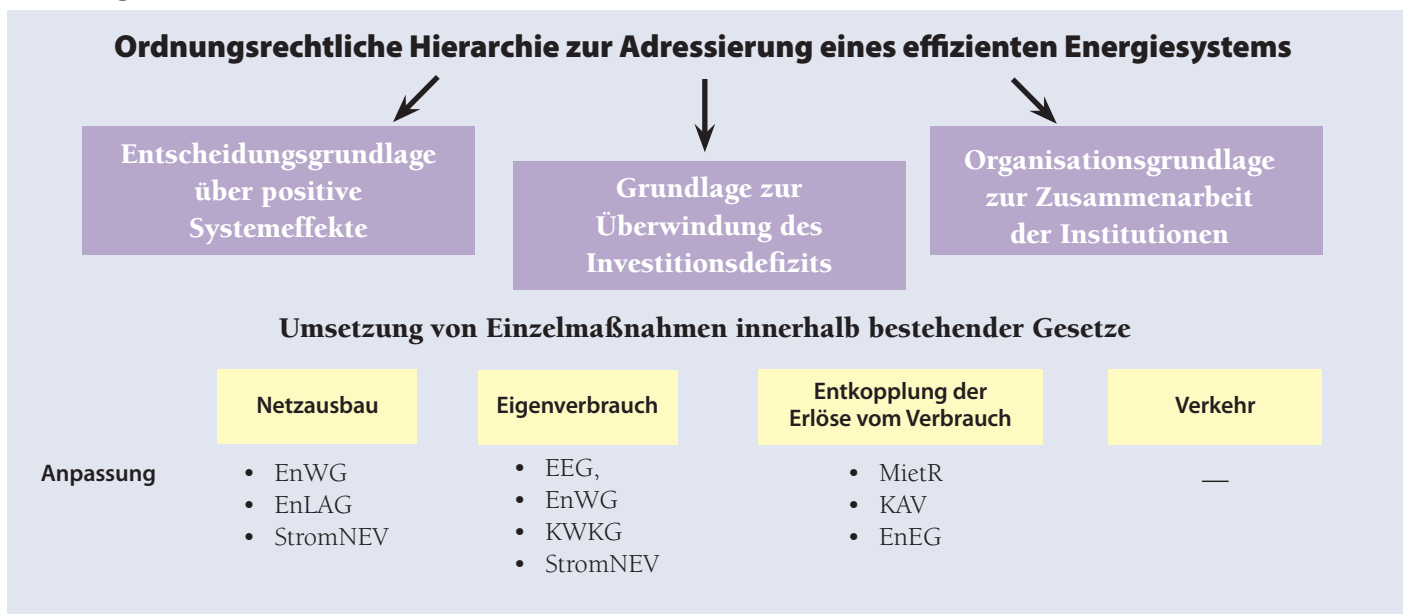 Ordnungsrechtliche Hierarchie zur Adressierung eines effizienten Energiesystems
Entscheidungsgrundlage
über positive
Systemeffekte
Grundlage zur
Überwindung des
Investitionsdefizits
Organisationsgrundlage
zur Zusammenarbeit
der Institutionen
Umsetzung von Einzelmaßnahmen innerhalb bestehender Gesetze
Netzausbau
Eigenverbrauch
Entkopplung der
Erlöse vom Verbrauch
Verkehr
Anpassung
• EnWG
• EnLAG
• StromNEV
• EEG,
• EnWG
• KWKG
• StromNEV
• MietR
• KAV
• EnEG
—